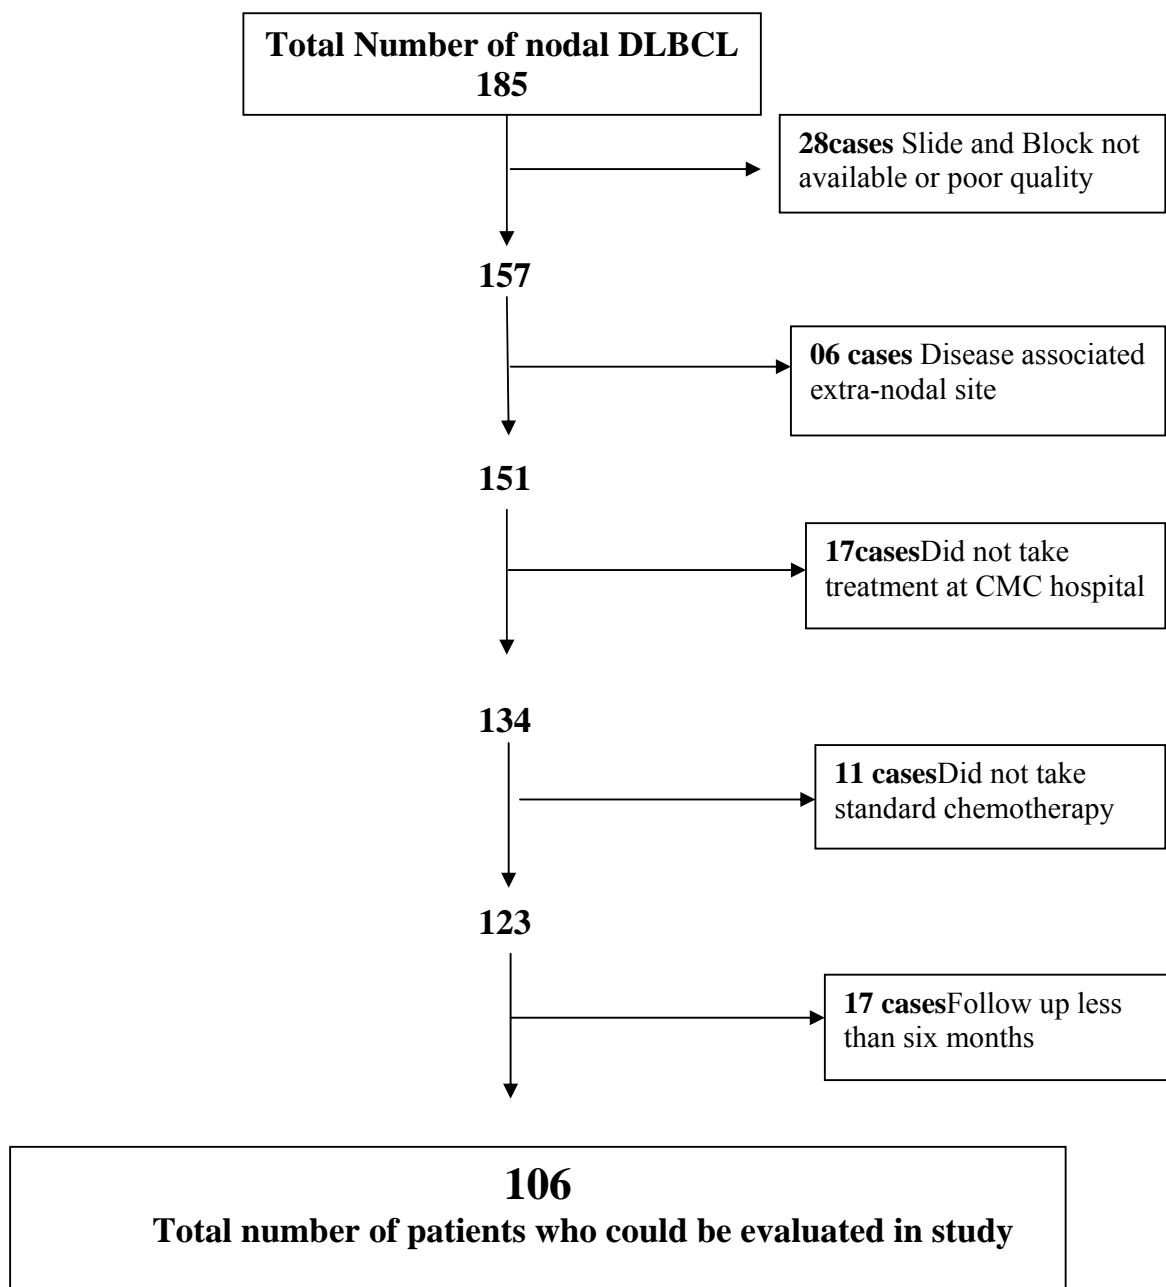 Total Number of nodal DLBCL
185
28cases Slide and Block not
available or poor quality
157
06 cases Disease associated
extra-nodal site
151
17casesDid not take
treatment at CMC hospital
134
11 casesDid not take
standard chemotherapy
123
17 casesFollow up less
than six months
106
Total number of patients who could be evaluated in study